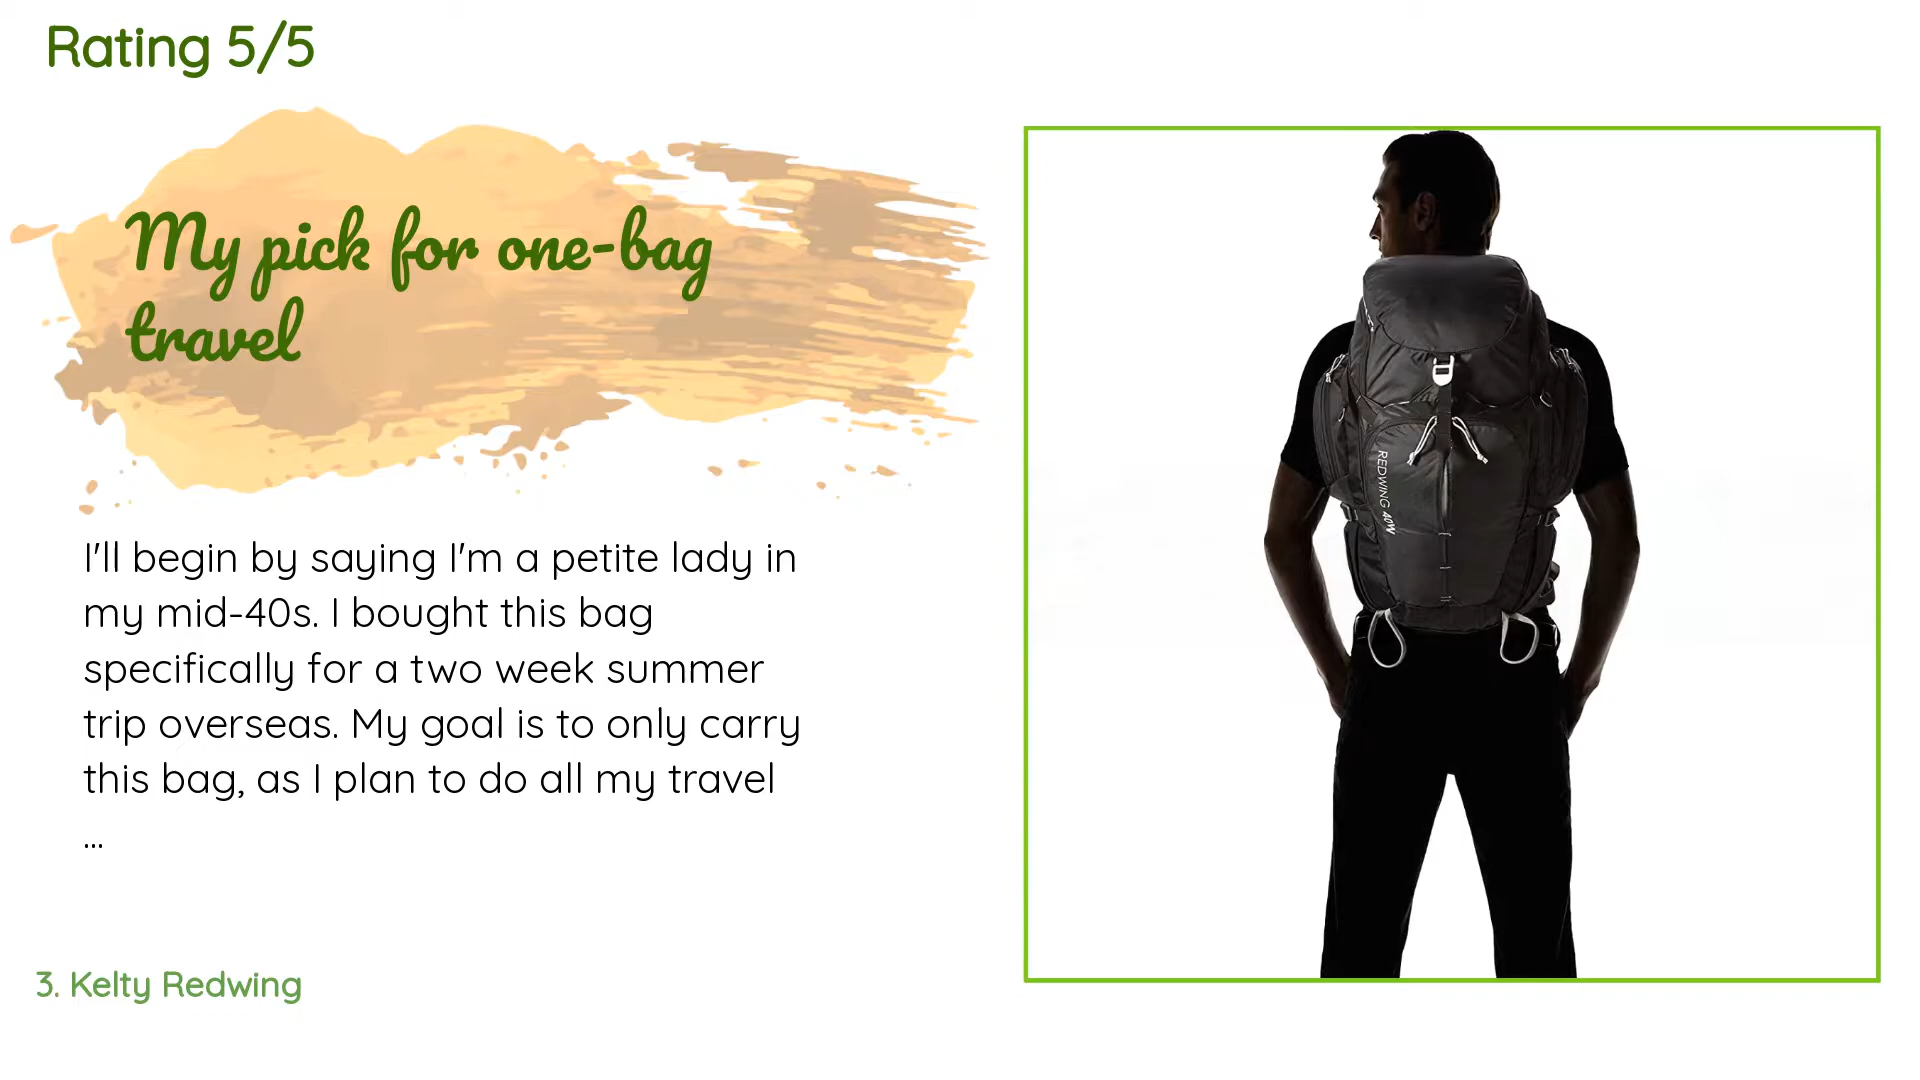 Rating 5/5
My pick for one-bag
travel
I'll begin by saying I'm a petite lady in
my mid-40s. I bought this bag
specifically for a two week summer
trip overseas. My goal is to only carry
this bag, as I plan to do all my travel
...
3. Kelty Redwing
REDWING 40W